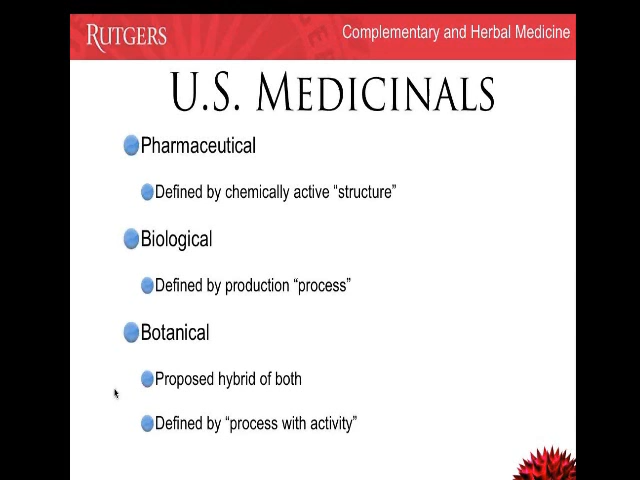 RUTGERS
Complementary and Herbal Medicine
U.S. MEDICINALS
Pharmaceutical
Defined by chemically active “structure”
Biological
Defined by production “process”
Botanical
Proposed hybrid of both
Defined by “process with activity”